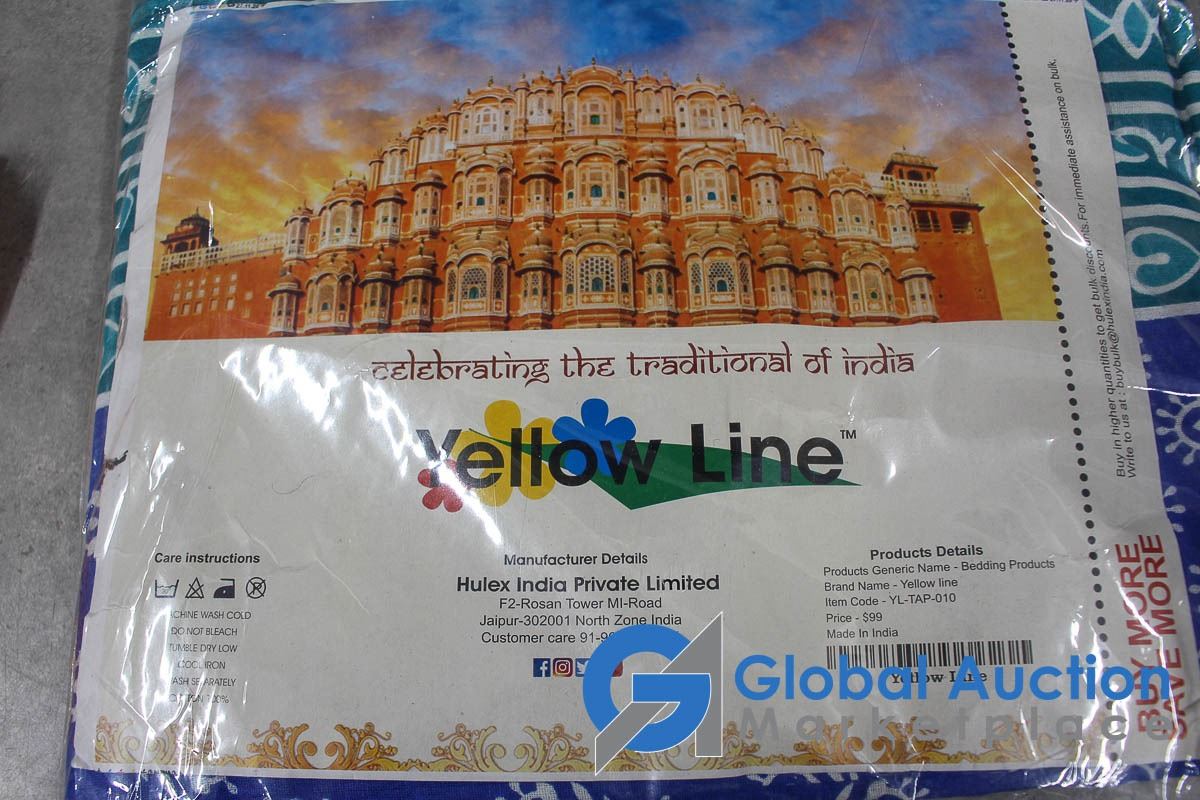 celebrating the traditional of india
Yellow Line™
Care instructions
MACHINE WASH COLD
DO NOT BLEACH
TUMBLE DRY LOW
COOL IRON
WASH SEPARATELY
COTTON 100%
Manufacturer Details
Hulex India Private Limited
F2-Rosan Tower MI-Road
Jaipur-302001 North Zone India
Customer care 91-9
Products Details
Products Generic Name - Bedding Products
Brand Name - Yellow line
Item Code - YL-TAP-010
Price - $99
Made In India
Yellow Line
Buy in higher quantities to get bulk discounts.For immediate assistance on bulk.
Write to us at : buybulk@hulexindia.com
BUY MORE
SAVE MORE
Global Auction
Marketplace